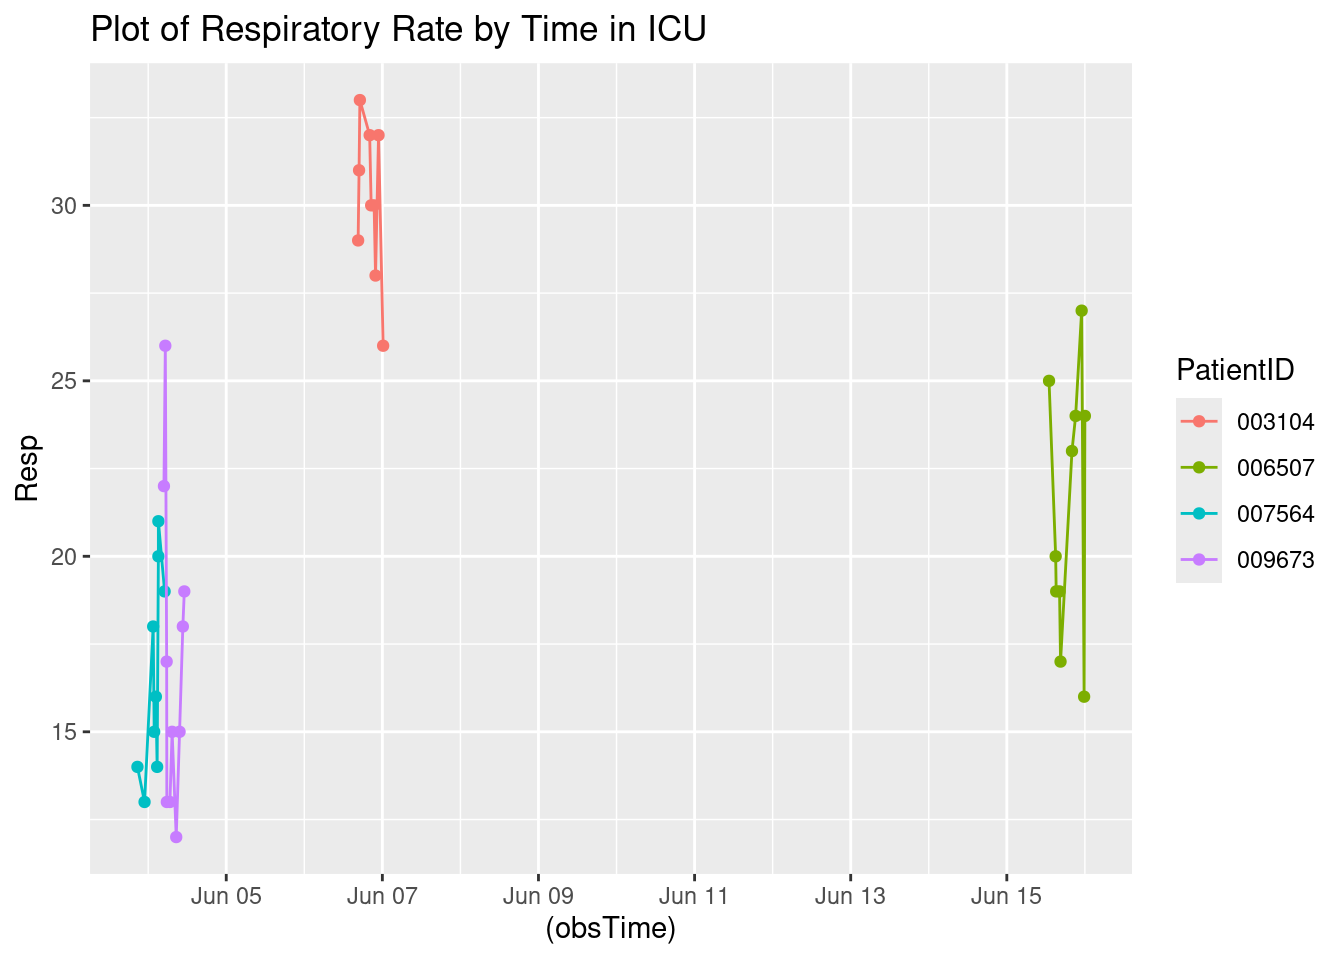 Plot of Respiratory Rate by Time in ICU
Resp
30
25
20
15
Jun 05 Jun 07 Jun 09 Jun 11 Jun 13 Jun 15
(obsTime)
PatientID
003104
006507
007564
009673